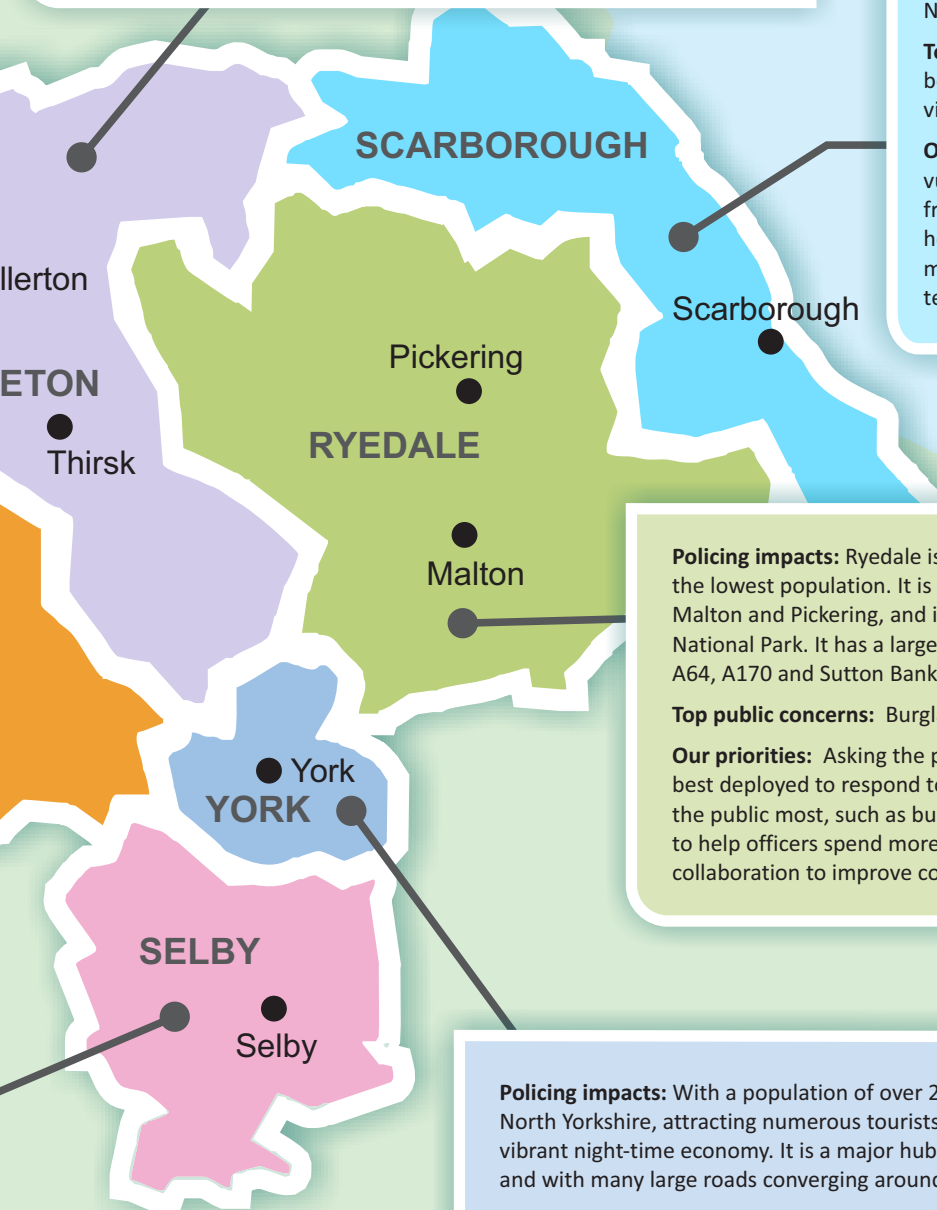 SCARBOROUGH
llerton
Scarborough
Pickering
ETON
RYEDALE
Thirsk
Malton
York
YORK
SELBY
Selby
N
To
b
vi
O
vu
fr
h
m
te
Policing impacts: Ryedale is
the lowest population. It is
Malton and Pickering, and i
National Park. It has a large
A64, A170 and Sutton Bank
Top public concerns: Burgl
Our priorities: Asking the p
best deployed to respond to
the public most, such as bu
to help officers spend more
collaboration to improve co
Policing impacts: With a population of over 2
North Yorkshire, attracting numerous tourists
vibrant night-time economy. It is a major hub
and with many large roads converging around